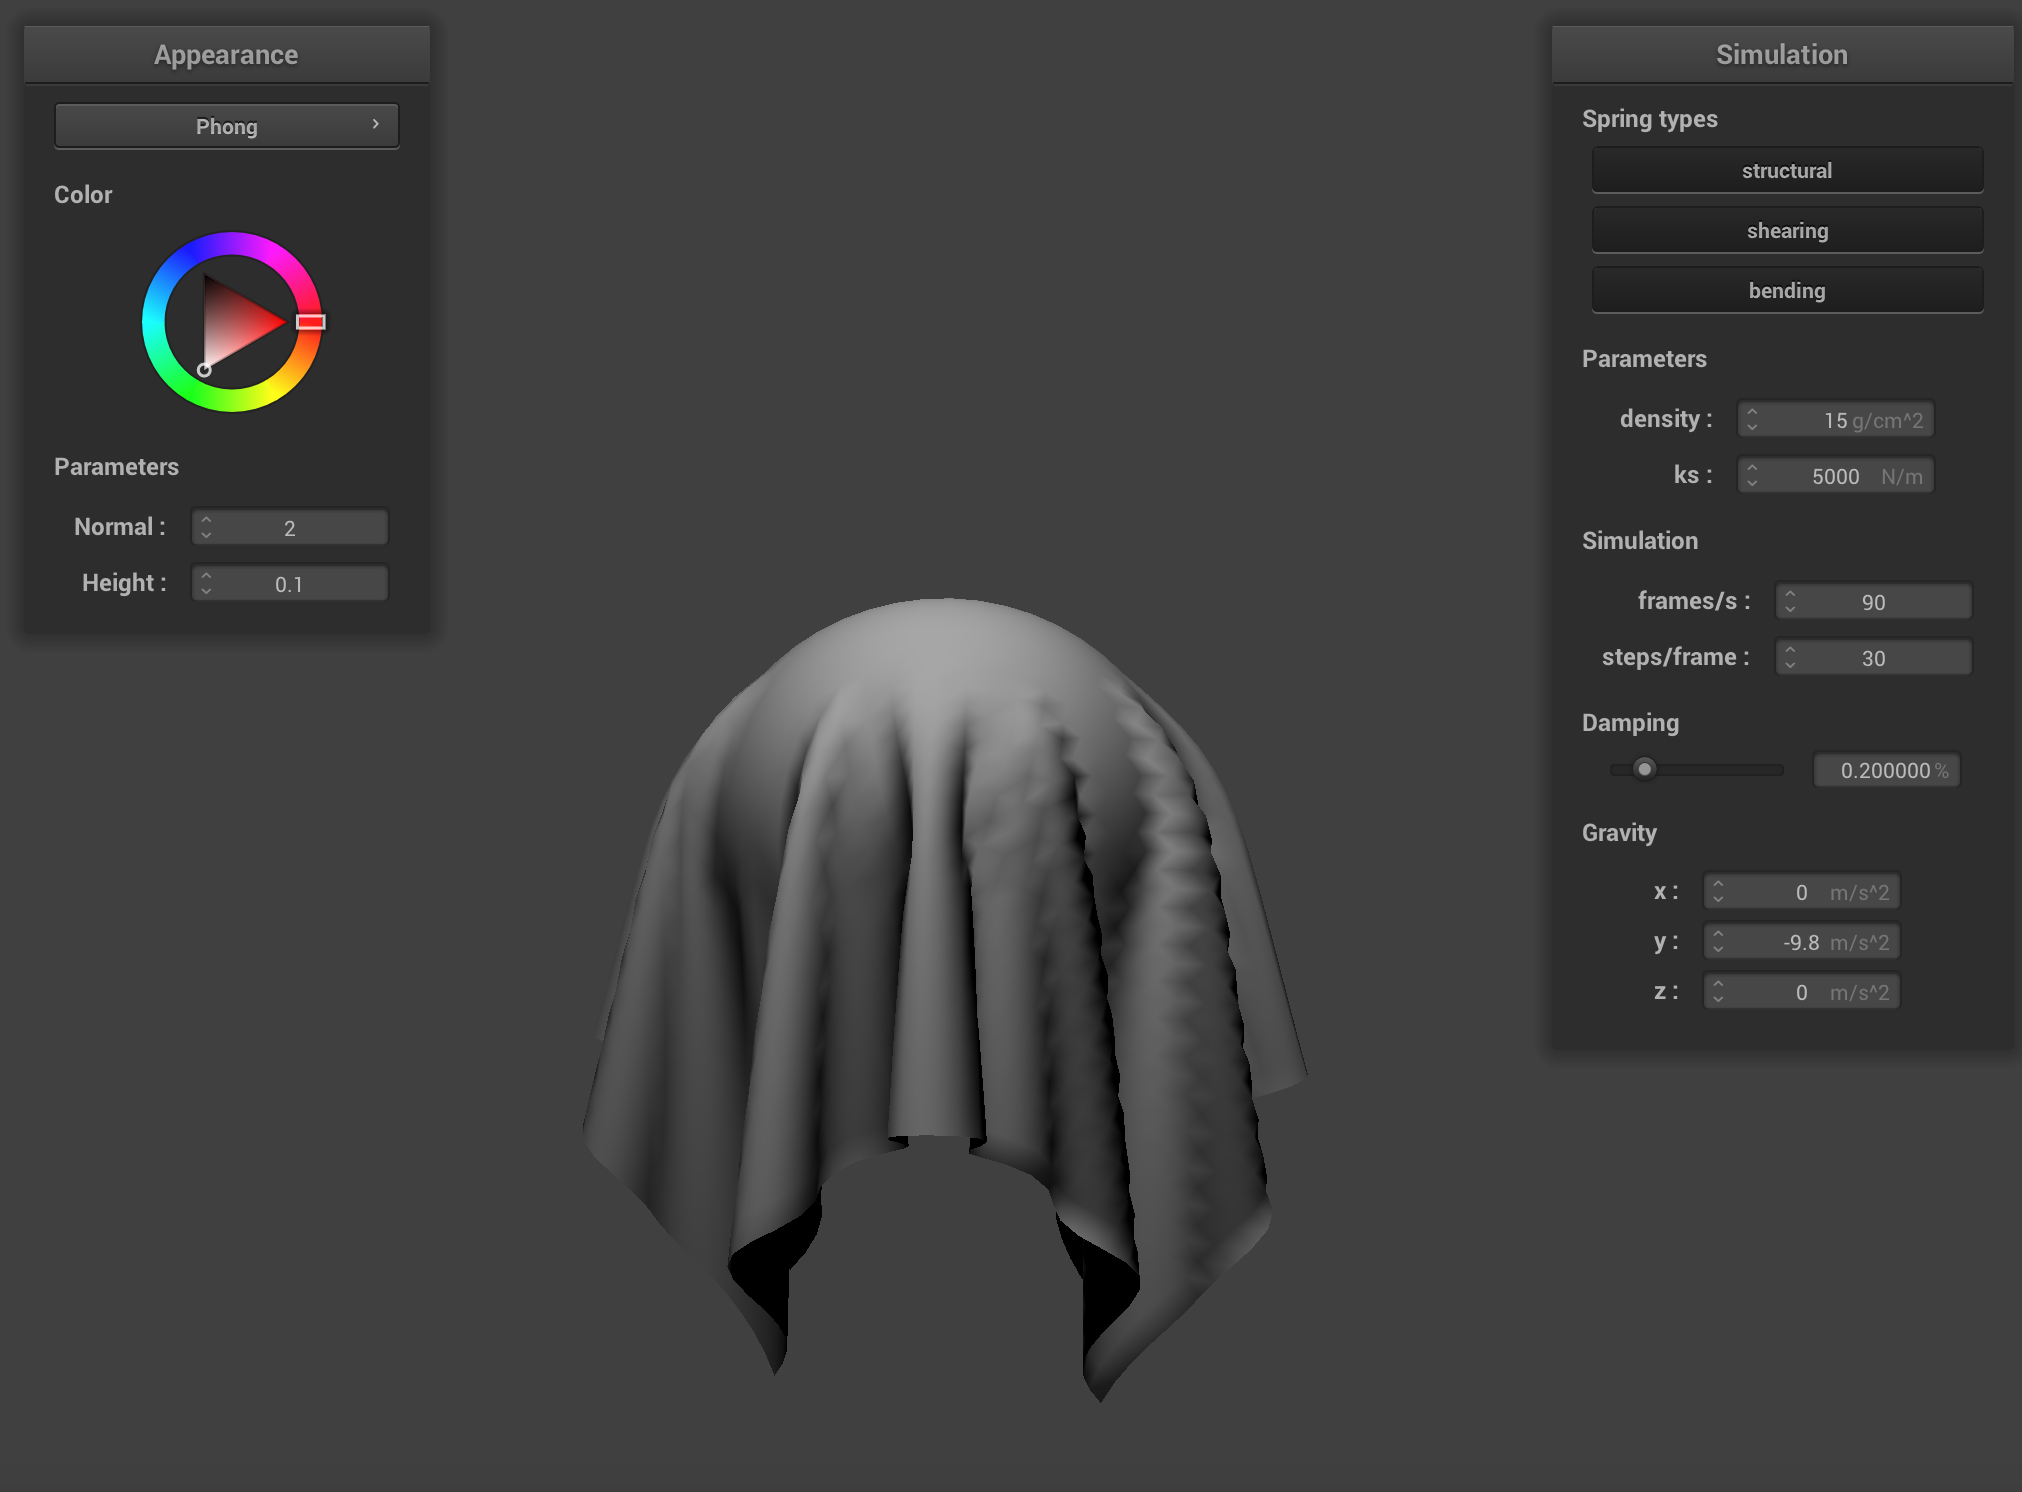 Appearance
Phong
Color
Parameters
Normal : 2
Height : 0.1
Simulation
Spring types
structural
shearing
bending
Parameters
density : 15 g/cm^2
ks : 5000 N/m
Simulation
frames/s : 90
steps/frame : 30
Damping
0.200000 %
Gravity
x : 0 m/s^2
y : -9.8 m/s^2
z : 0 m/s^2